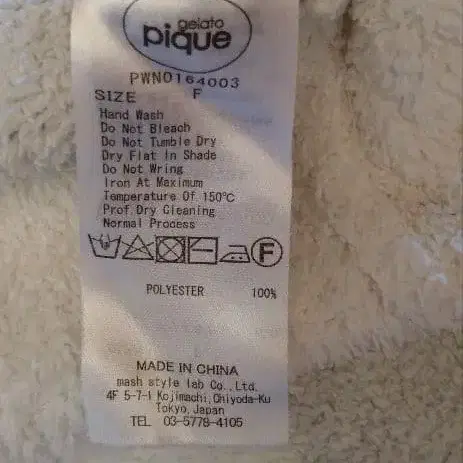 gelato
pique
PWNO164003
SIZE F
Hand Wash
Do Not Bleach
Do Not Tumble Dry
Dry Flat In Shade
Do Not Wring
Iron At Maximum
Temperature Of 150℃
Prof.Dry Cleaning
Normal Process
F
POLYESTER 100%
MADE IN CHINA
mash style lab Co.,Ltd.
4F 5-7-1 Kojimachi,Chiyoda-Ku
Tokyo,Japan
TEL 03-5779-4105